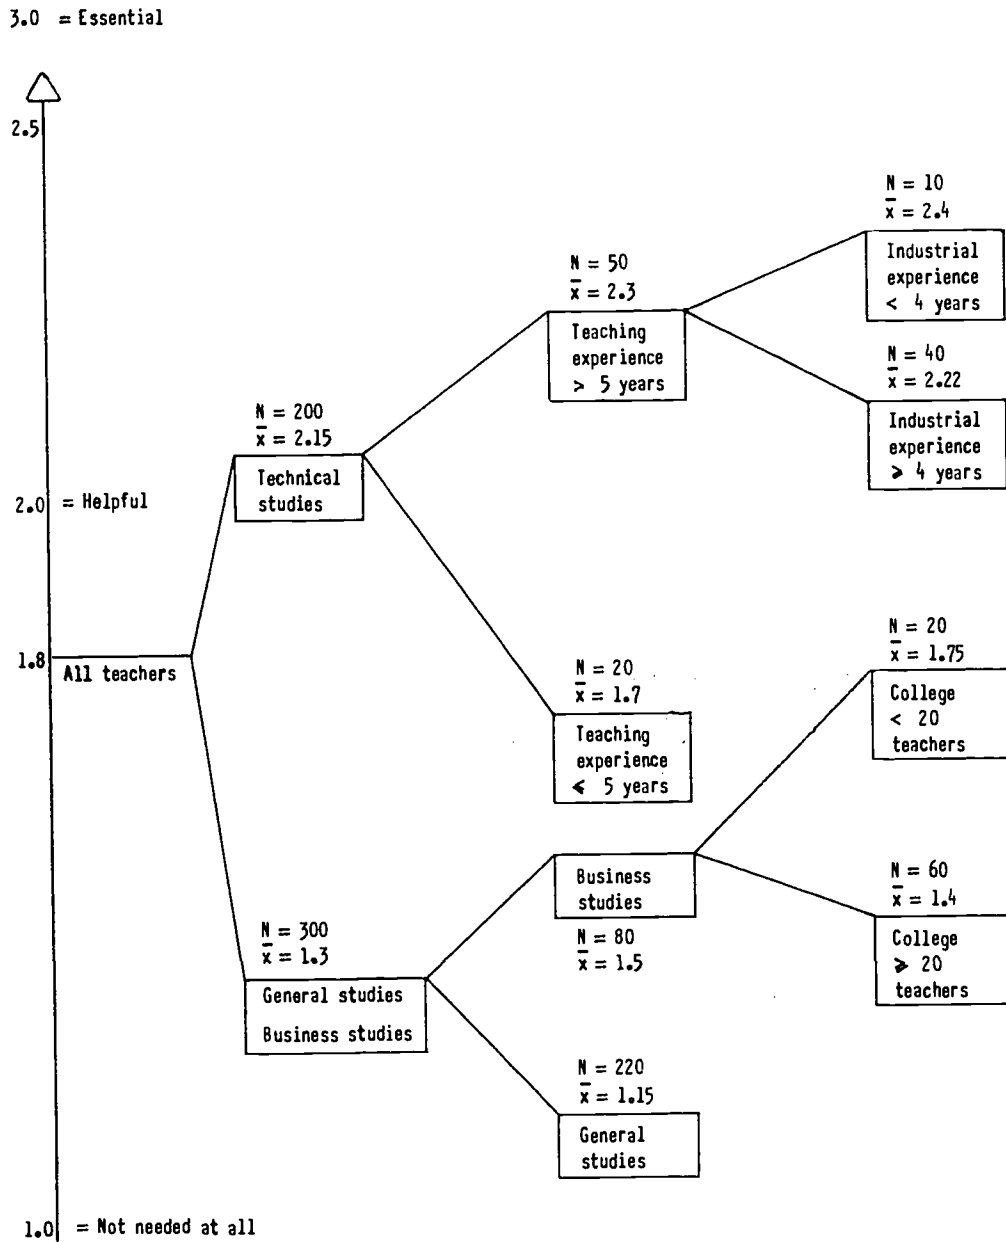 3.0 = Essential
2.5
N = 10
x̄ = 2.4
Industrial
experience
< 4 years
N = 50
x̄ = 2.3
Teaching
experience
> 5 years
N = 40
x̄ = 2.22
Industrial
experience
⩾ 4 years
N = 200
x̄ = 2.15
Technical
studies
2.0 = Helpful
1.8
All teachers
N = 20
x̄ = 1.7
Teaching
experience
⩽ 5 years
N = 20
x̄ = 1.75
College
< 20
teachers
N = 300
x̄ = 1.3
General studies
Business studies
Business
studies
N = 80
x̄ = 1.5
N = 60
x̄ = 1.4
College
⩾ 20
teachers
N = 220
x̄ = 1.15
General
studies
1.0 = Not needed at all